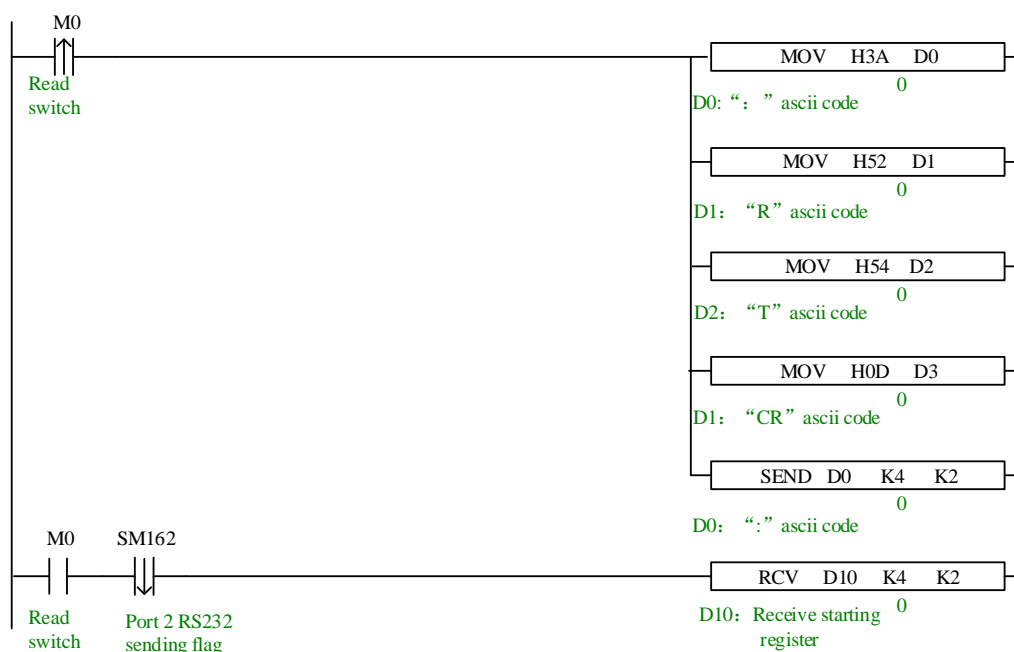 M0
MOV H3A D0
Read
switch
0
D0: “： ” ascii code
MOV H52 D1
0
D1： “R” ascii code
MOV H54 D2
0
D2： “T” ascii code
MOV H0D D3
0
D1： “CR” ascii code
SEND D0 K4 K2
0
D0： “:” ascii code
M0 SM162
RCV D10 K4 K2
Read
switch
Port 2 RS232
sending flag
D10：Receive starting
register
0